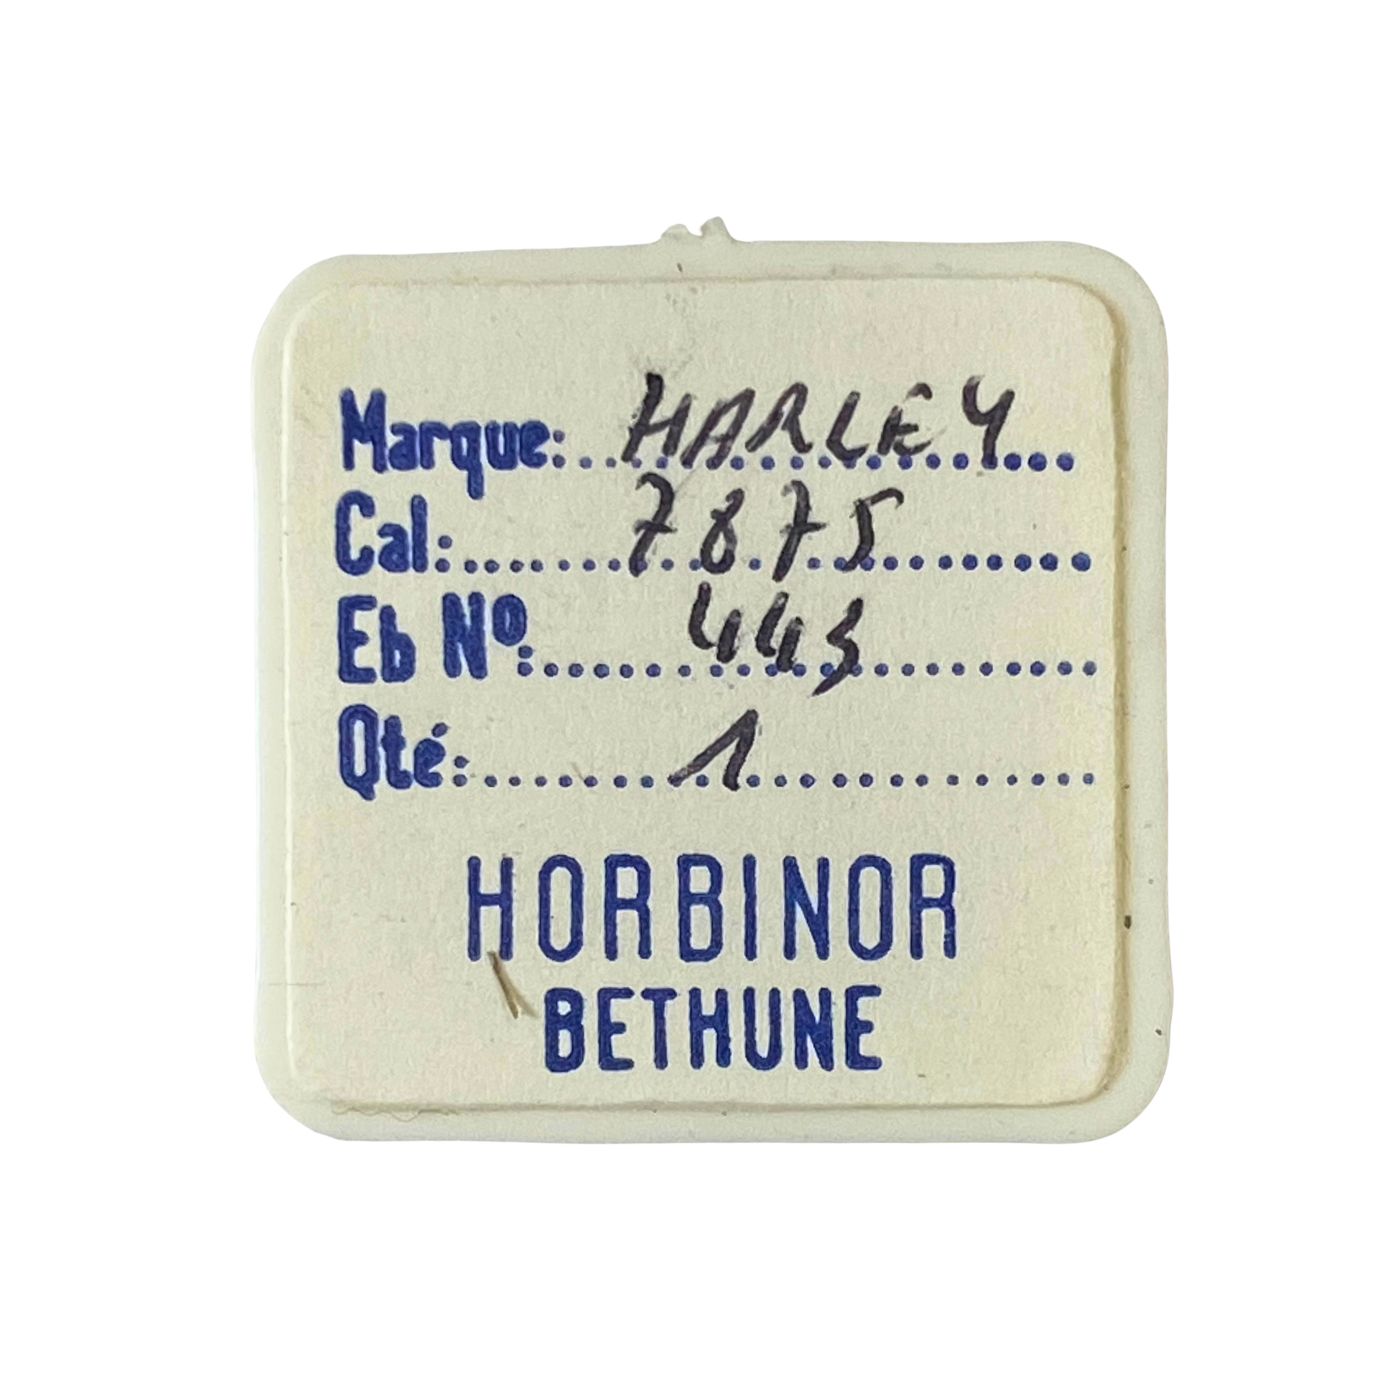 Marque: HARLEY
Cal: 7875
Eb Nº: 443
Qté: 1
HORBINOR
BETHUNE